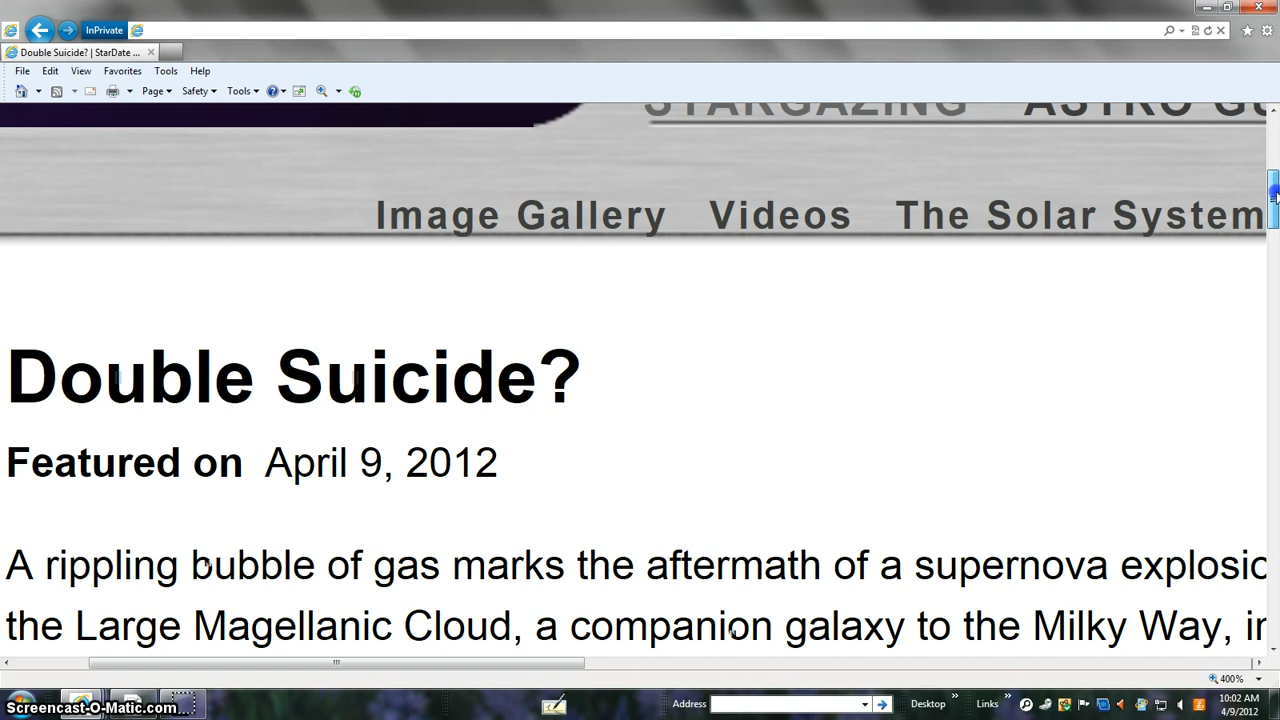 InPrivate
Double Suicide? | StarDate ...
File Edit View Favorites Tools Help
Page Safety Tools
STARGAZING ASTRO GU
Image Gallery Videos The Solar System
Double Suicide?
Featured on April 9, 2012
A rippling bubble of gas marks the aftermath of a supernova explosio
the Large Magellanic Cloud, a companion galaxy to the Milky Way, in
400%
Address Desktop Links
10:02 AM
4/9/2012
Screencast-O-Matic.com